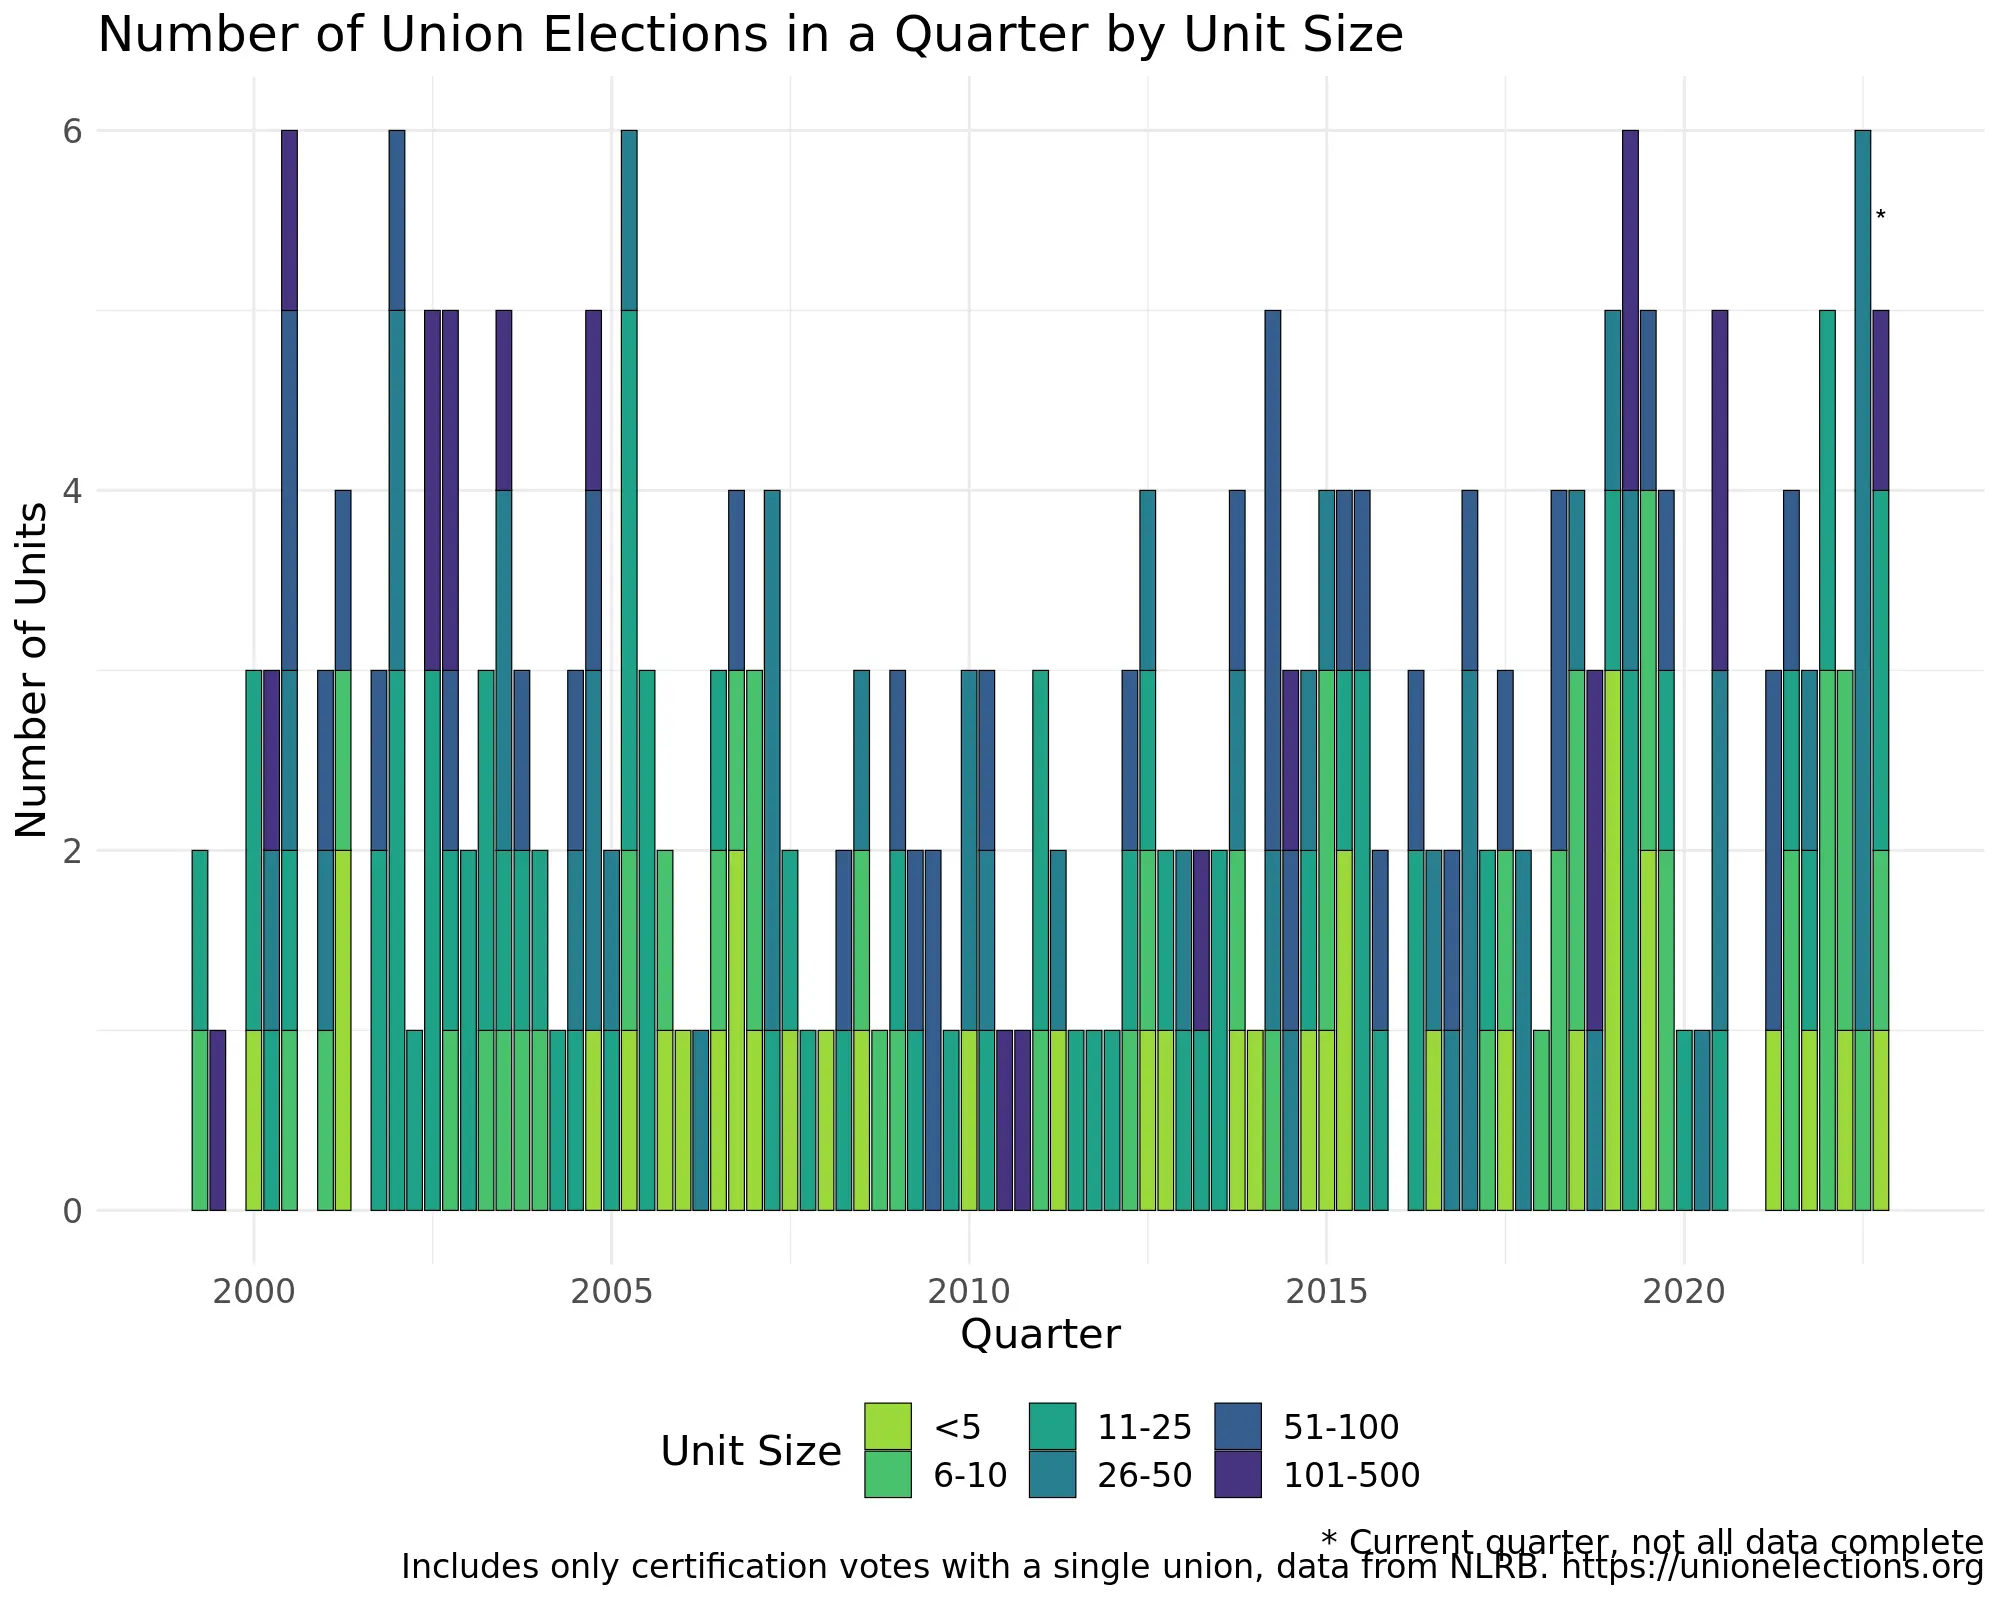 Number of Union Elections in a Quarter by Unit Size
6
*
4
2
0
Number of Units
2000 2005 2010 2015 2020
Quarter
Unit Size
<5 11-25 51-100
6-10 26-50 101-500
* Current quarter, not all data complete
Includes only certification votes with a single union, data from NLRB. https://unionelections.org